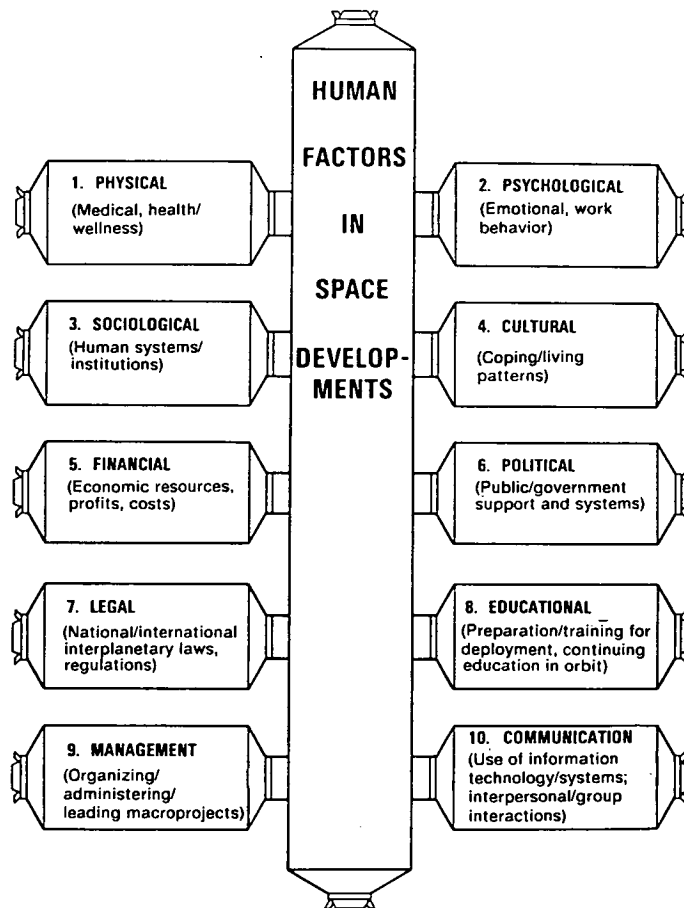 HUMAN
FACTORS
IN
SPACE
DEVELOP-
MENTS
1. PHYSICAL
(Medical, health/
wellness)
2. PSYCHOLOGICAL
(Emotional, work
behavior)
3. SOCIOLOGICAL
(Human systems/
institutions)
4. CULTURAL
(Coping/living
patterns)
5. FINANCIAL
(Economic resources,
profits, costs)
6. POLITICAL
(Public/government
support and systems)
7. LEGAL
(National/international
interplanetary laws,
regulations)
8. EDUCATIONAL
(Preparation/training for
deployment, continuing
education in orbit)
9. MANAGEMENT
(Organizing/
administering/
leading macroprojects)
10. COMMUNICATION
(Use of information
technology/systems;
interpersonal/group
interactions)